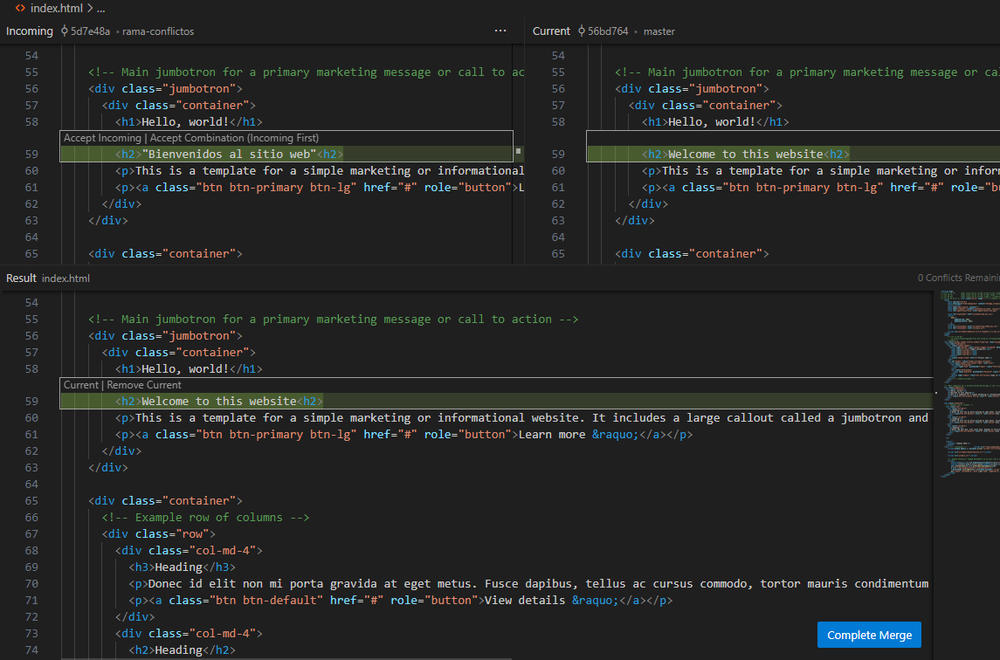 <> index.html > ...
Incoming 5d7e48a • rama-conflictos ...
54
55 <!-- Main jumbotron for a primary marketing message or call to ac
56 <div class="jumbotron">
57 <div class="container">
58 <h1>Hello, world!</h1>
Accept Incoming | Accept Combination (Incoming First)
59 <h2>"Bienvenidos al sitio web"<h2>
60 <p>This is a template for a simple marketing or informational
61 <p><a class="btn btn-primary btn-lg" href="#" role="button">L
62 </div>
63 </div>
64
65 <div class="container">
Current 56bd764 • master
54
55 <!-- Main jumbotron for a primary marketing message or ca
56 <div class="jumbotron">
57 <div class="container">
58 <h1>Hello, world!</h1>
59 <h2>Welcome to this website<h2>
60 <p>This is a template for a simple marketing or infor
61 <p><a class="btn btn-primary btn-lg" href="#" role="b
62 </div>
63 </div>
64
65 <div class="container">
Result index.html
0 Conflicts Remaini
54
55 <!-- Main jumbotron for a primary marketing message or call to action -->
56 <div class="jumbotron">
57 <div class="container">
58 <h1>Hello, world!</h1>
Current | Remove Current
59 <h2>Welcome to this website<h2>
60 <p>This is a template for a simple marketing or informational website. It includes a large callout called a jumbotron and
61 <p><a class="btn btn-primary btn-lg" href="#" role="button">Learn more &raquo;</a></p>
62 </div>
63 </div>
64
65 <div class="container">
66 <!-- Example row of columns -->
67 <div class="row">
68 <div class="col-md-4">
69 <h3>Heading</h3>
70 <p>Donec id elit non mi porta gravida at eget metus. Fusce dapibus, tellus ac cursus commodo, tortor mauris condimentum
71 <p><a class="btn btn-default" href="#" role="button">View details &raquo;</a></p>
72 </div>
73 <div class="col-md-4">
74 <h2>Heading</h2>
Complete Merge